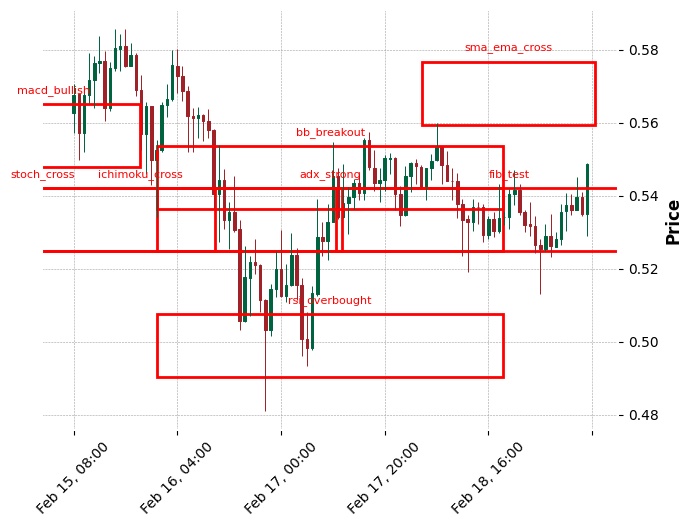 sma_ema_cross
0.58
macd_bullish
0.56
bb_breakout
stoch_cross
ichimoku_cross
adx_strong
fib_test
0.54
Price
0.52
rsi_overbought
0.50
0.48
Feb 15, 08:00
Feb 16, 04:00
Feb 17, 00:00
Feb 17, 20:00
Feb 18, 16:00